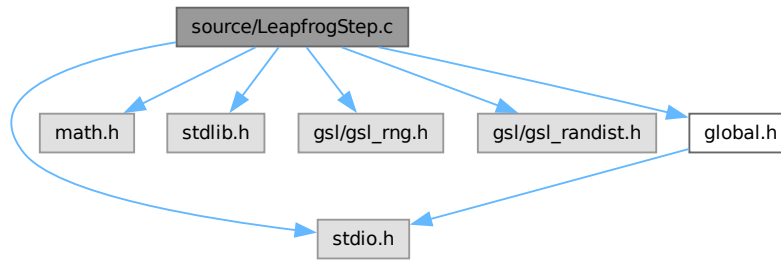 source/LeapfrogStep.c
math.h
stdlib.h
gsl/gsl_rng.h
gsl/gsl_randist.h
global.h
stdio.h